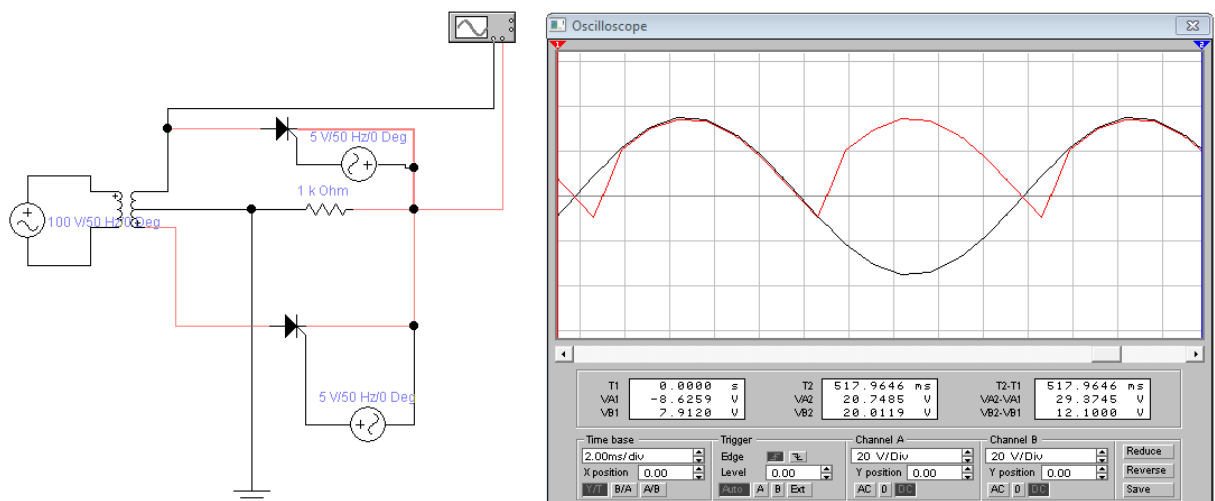 5 V/50 Hz/0 Deg
1 k Ohm
100 V/50 Hz/0 Deg
5 V/50 Hz/0 Deg
Oscilloscope
1
2
T1 0.0000 s
VA1 -8.6259 V
VB1 7.9120 V
T2 517.9646 ms
VA2 20.7485 V
VB2 20.0119 V
T2-T1 517.9646 ms
VA2-VA1 29.3745 V
VB2-VB1 12.1000 V
Time base
2.00ms/div
X position 0.00
Y/T B/A A/B
Trigger
Edge
Level 0.00
Auto A B Ext
Channel A
20 V/Div
Y position 0.00
AC 0 DC
Channel B
20 V/Div
Y position 0.00
AC 0 DC
Reduce
Reverse
Save